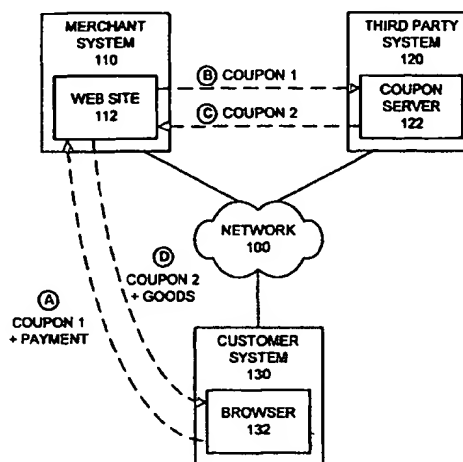 MERCHANT
SYSTEM
110
WEB SITE
112
THIRD PARTY
SYSTEM
120
COUPON
SERVER
122
B COUPON 1
C COUPON 2
NETWORK
100
D
COUPON 2
+ GOODS
A
COUPON 1
+ PAYMENT
CUSTOMER
SYSTEM
130
BROWSER
132